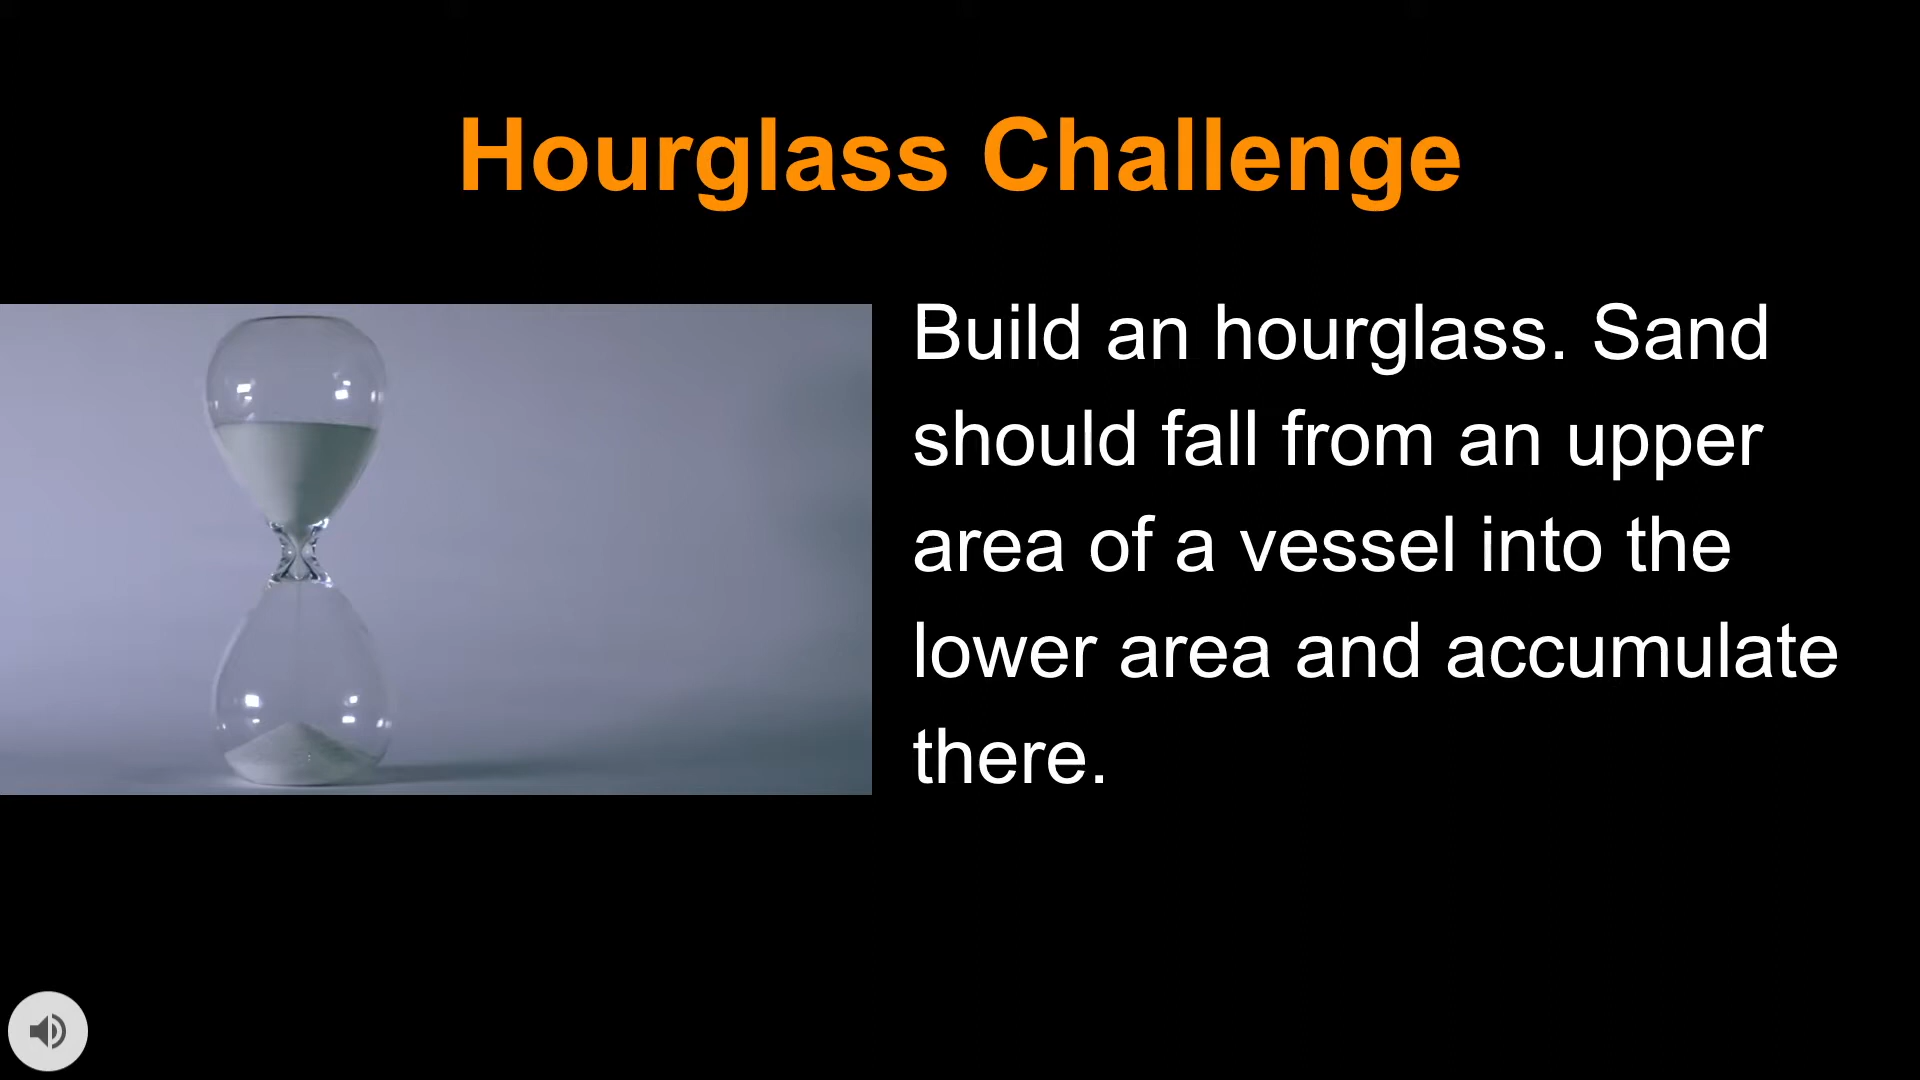 Hourglass Challenge
Build an hourglass. Sand
should fall from an upper
area of a vessel into the
lower area and accumulate
there.